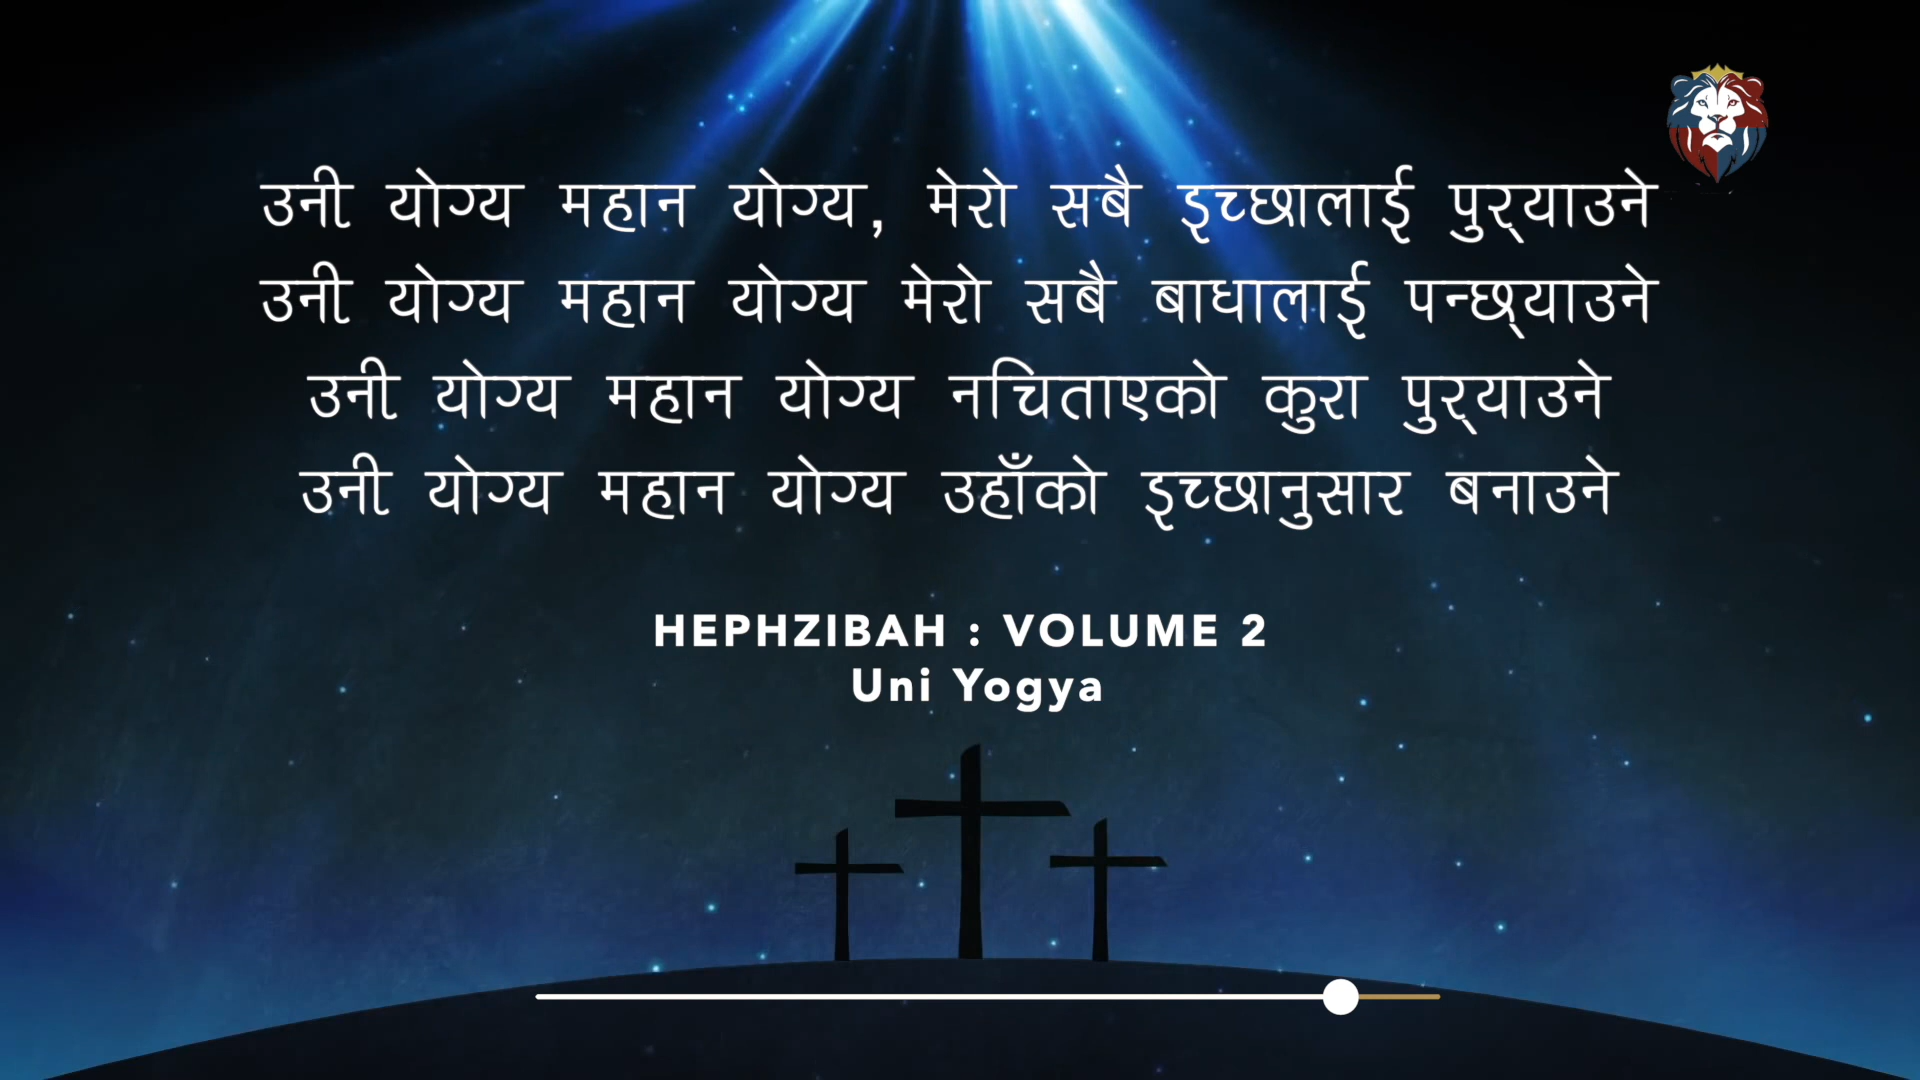 उनी योग्य महान योग्य, मेरो सबै इच्छालाई पुर्‍याउने
उनी योग्य महान योग्य मेरो सबै बाधालाई पन्छ्याउने
उनी योग्य महान योग्य नचिताएको कुरा पुर्‍याउने
उनी योग्य महान योग्य उहाँको इच्छानुसार बनाउने
HEPHZIBAH : VOLUME 2
Uni Yogya